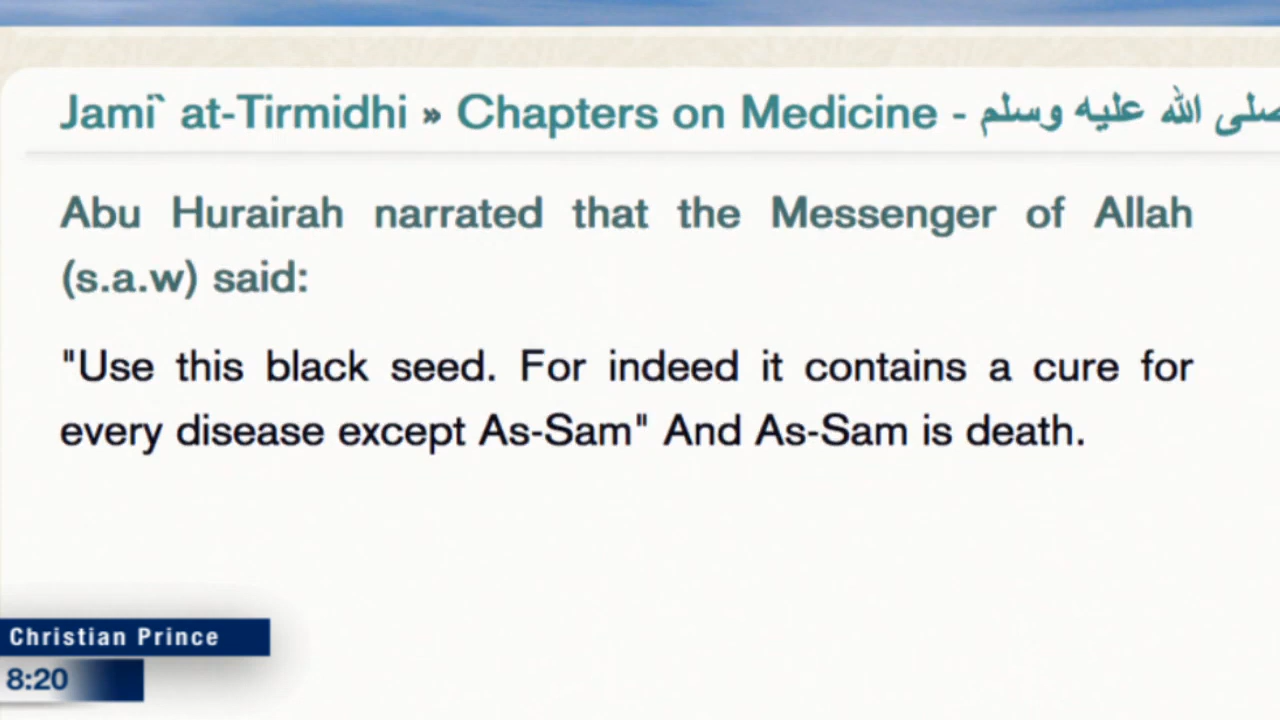 Jami` at-Tirmidhi » Chapters on Medicine - صلى الله عليه وسلم
Abu Hurairah narrated that the Messenger of Allah
(s.a.w) said:
"Use this black seed. For indeed it contains a cure for
every disease except As-Sam" And As-Sam is death.
Christian Prince
8:20